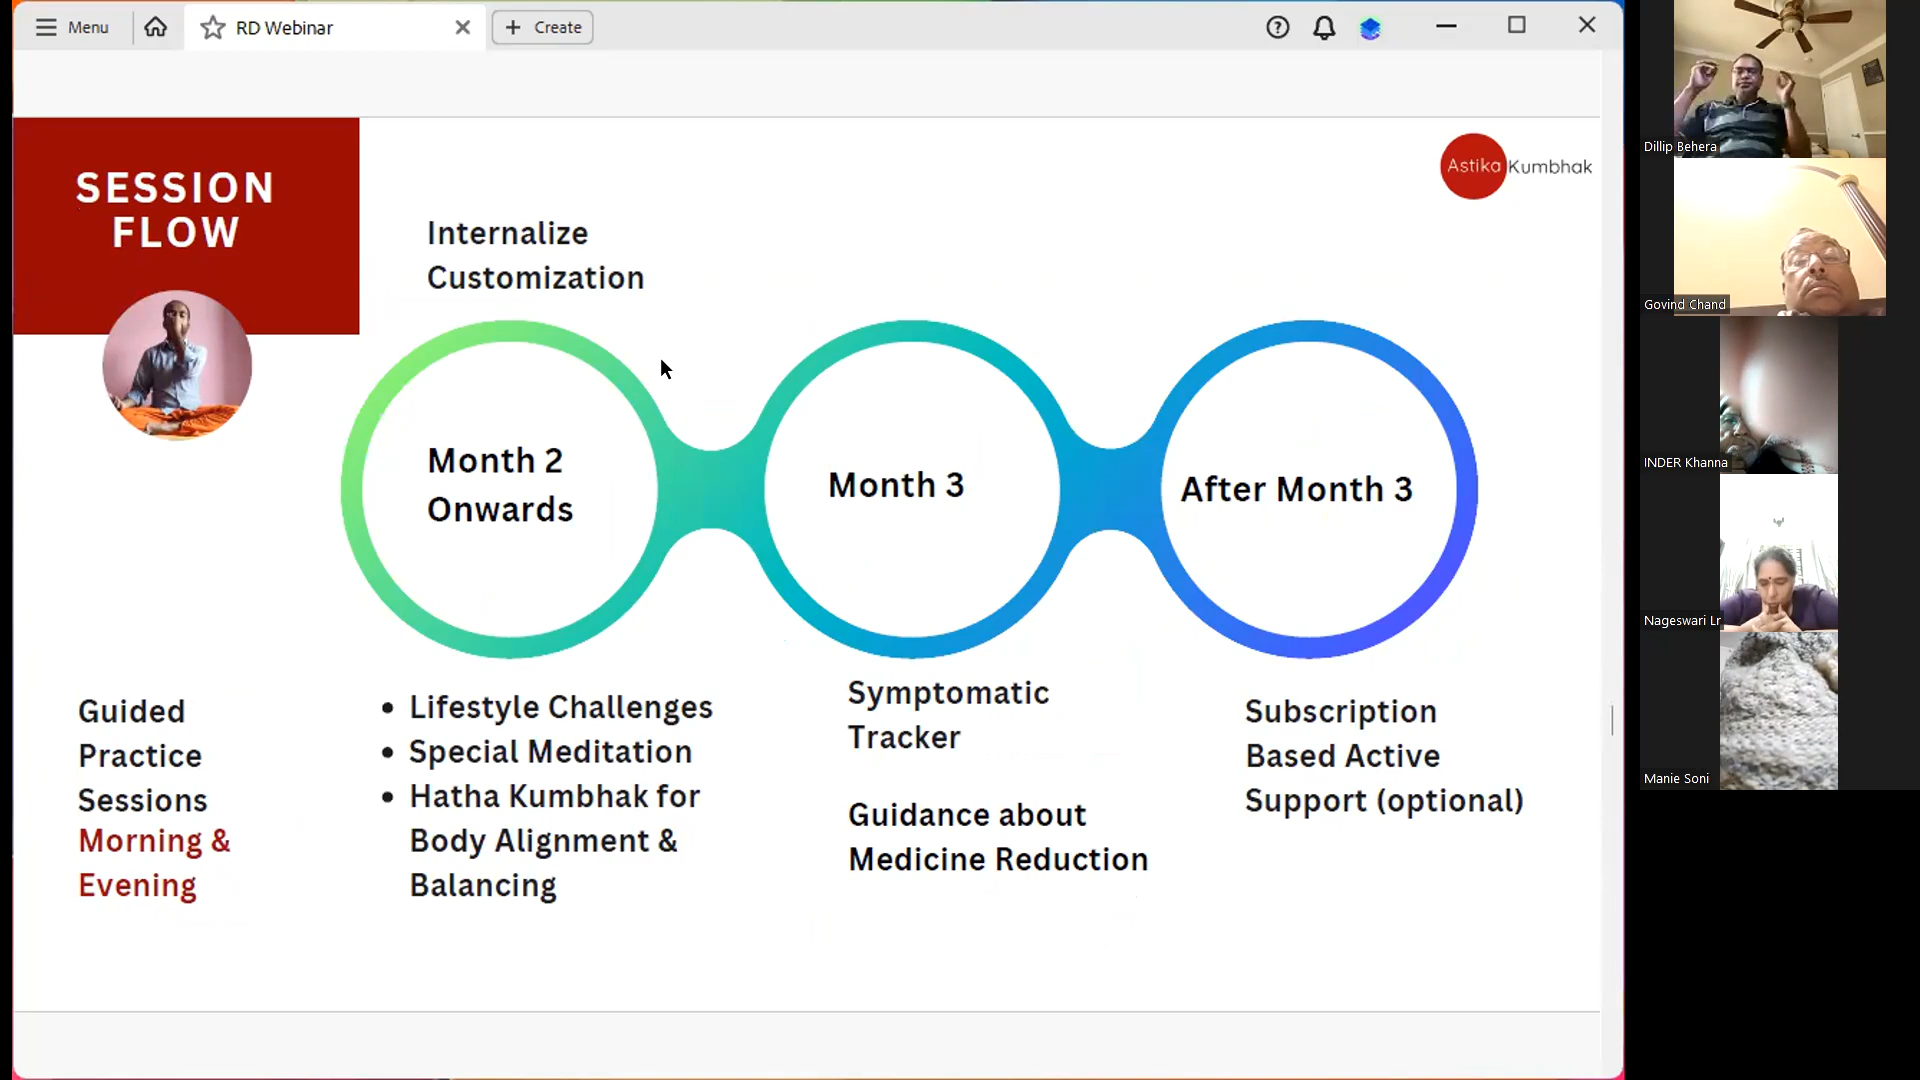 Menu
RD Webinar
+ Create
SESSION
FLOW
Astika Kumbhak
Internalize
Customization
Month 2
Onwards
Month 3
After Month 3
Guided
Practice
Sessions
Morning &
Evening
• Lifestyle Challenges
• Special Meditation
• Hatha Kumbhak for
Body Alignment &
Balancing
Symptomatic
Tracker
Guidance about
Medicine Reduction
Subscription
Based Active
Support (optional)
Dillip Behera
Govind Chand
INDER Khanna
Nageswari Lr
Manie Soni